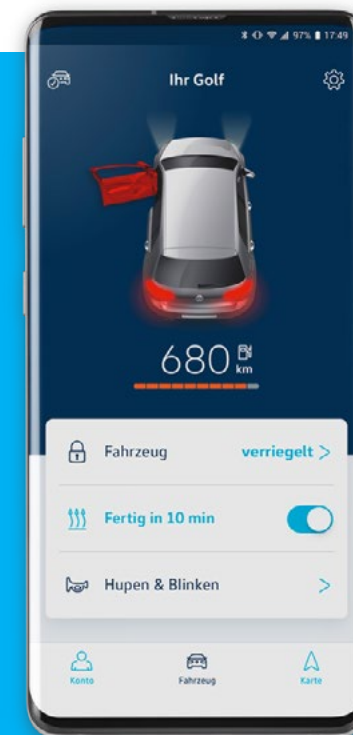 97% 17:49
Ihr Golf
680 km
Fahrzeug verriegelt >
Fertig in 10 min
Hupen & Blinken >
Konto Fahrzeug Karte